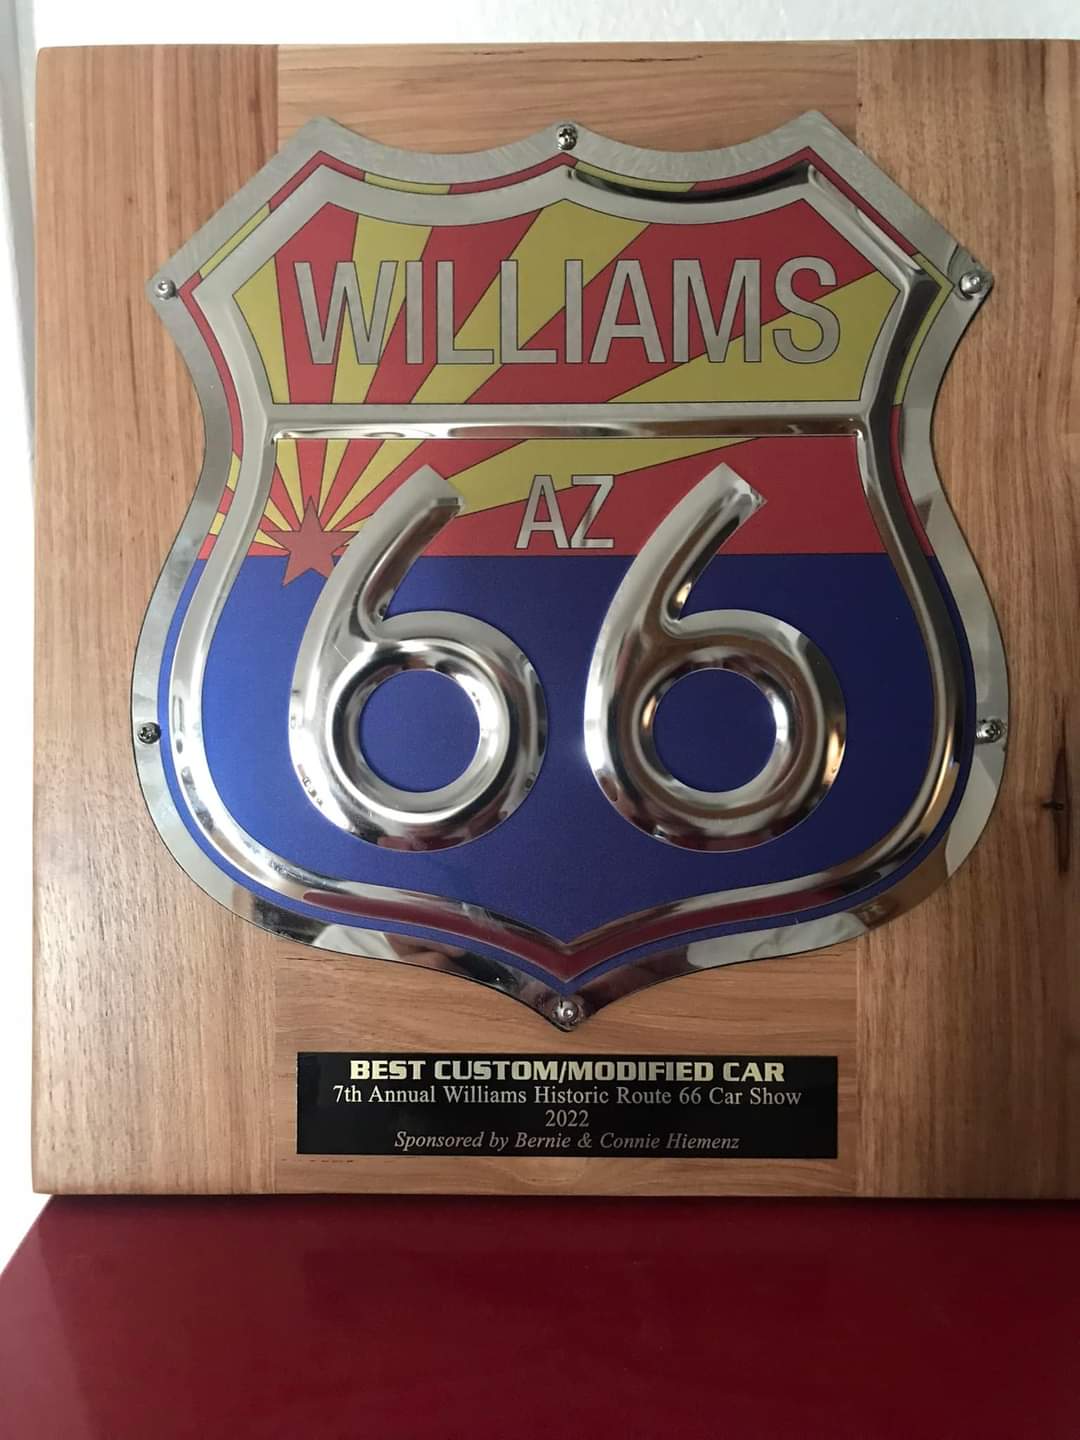 WILLIAMS
AZ
66
BEST CUSTOM/MODIFIED CAR
7th Annual Williams Historic Route 66 Car Show
2022
Sponsored by Bernie & Connie Hiemenz